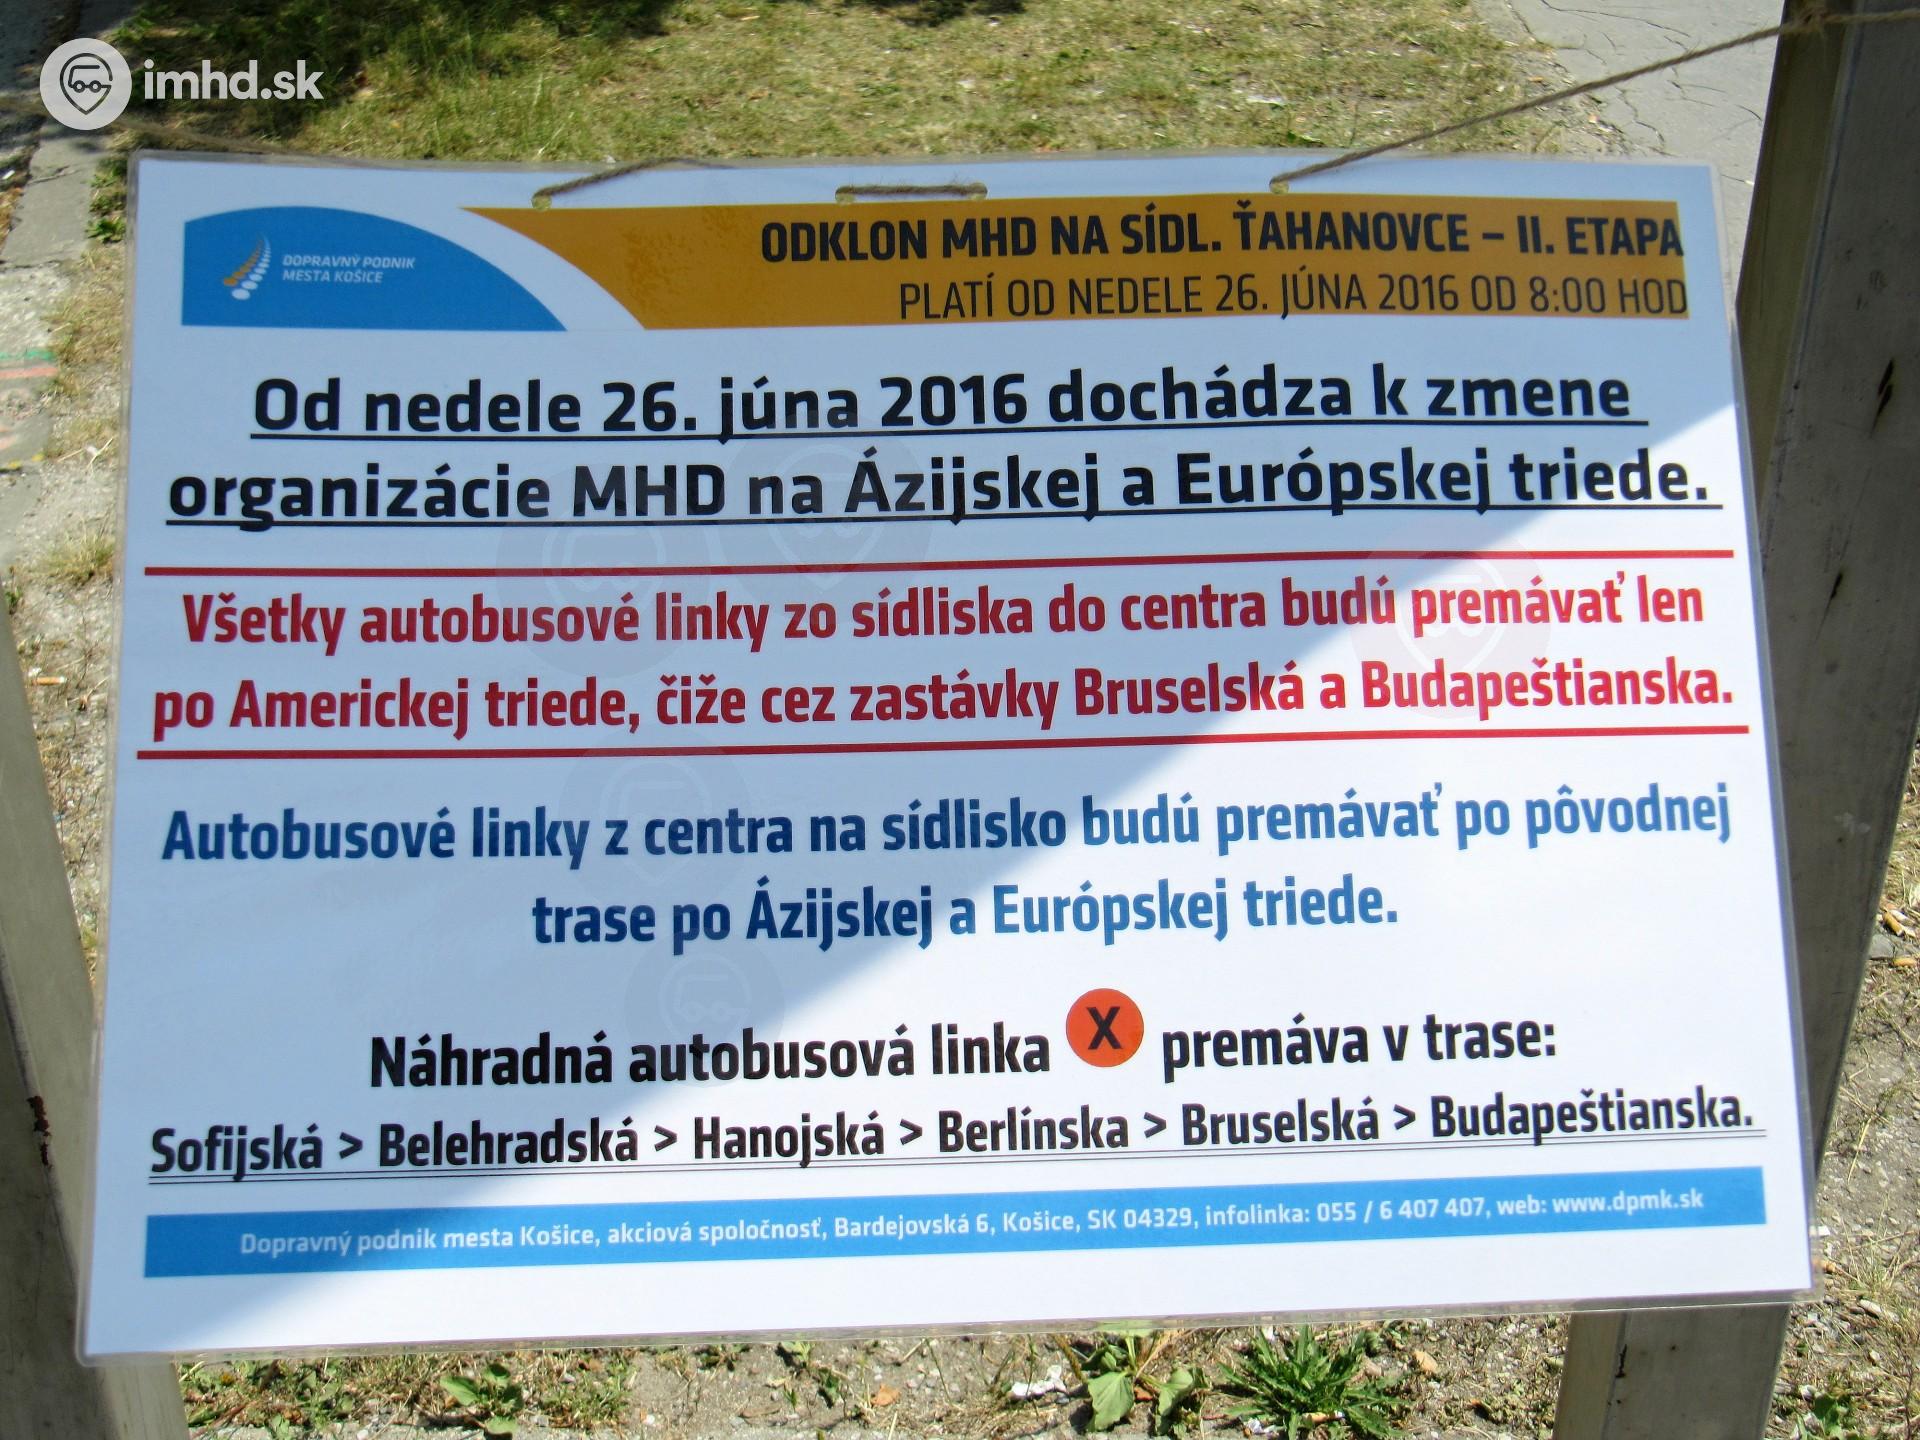 imhd.sk
DOPRAVNÝ PODNIK
MESTA KOŠICE
ODKLON MHD NA SÍDL. ŤAHANOVCE – II. ETAPA
PLATÍ OD NEDELE 26. JÚNA 2016 OD 8:00 HOD
Od nedele 26. júna 2016 dochádza k zmene
organizácie MHD na Ázijskej a Európskej triede.
Všetky autobusové linky zo sídliska do centra budú premávať len
po Americkej triede, čiže cez zastávky Bruselská a Budapeštianska.
Autobusové linky z centra na sídlisko budú premávať po pôvodnej
trase po Ázijskej a Európskej triede.
Náhradná autobusová linka X premáva v trase:
Sofijská > Belehradská > Hanojská > Berlínska > Bruselská > Budapeštianska.
Dopravný podnik mesta Košice, akciová spoločnosť, Bardejovská 6, Košice, SK 04329, infolinka: 055 / 6 407 407, web: www.dpmk.sk